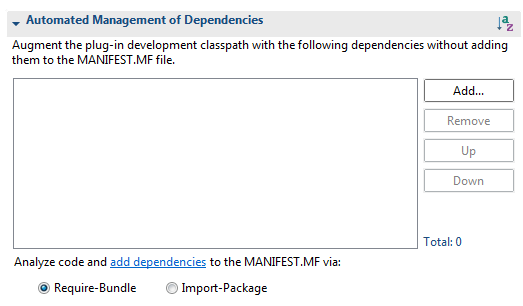 Automated Management of Dependencies
Augment the plug-in development classpath with the following dependencies without adding
them to the MANIFEST.MF file.
Add...
Remove
Up
Down
Total: 0
Analyze code and add dependencies to the MANIFEST.MF via:
Require-Bundle Import-Package